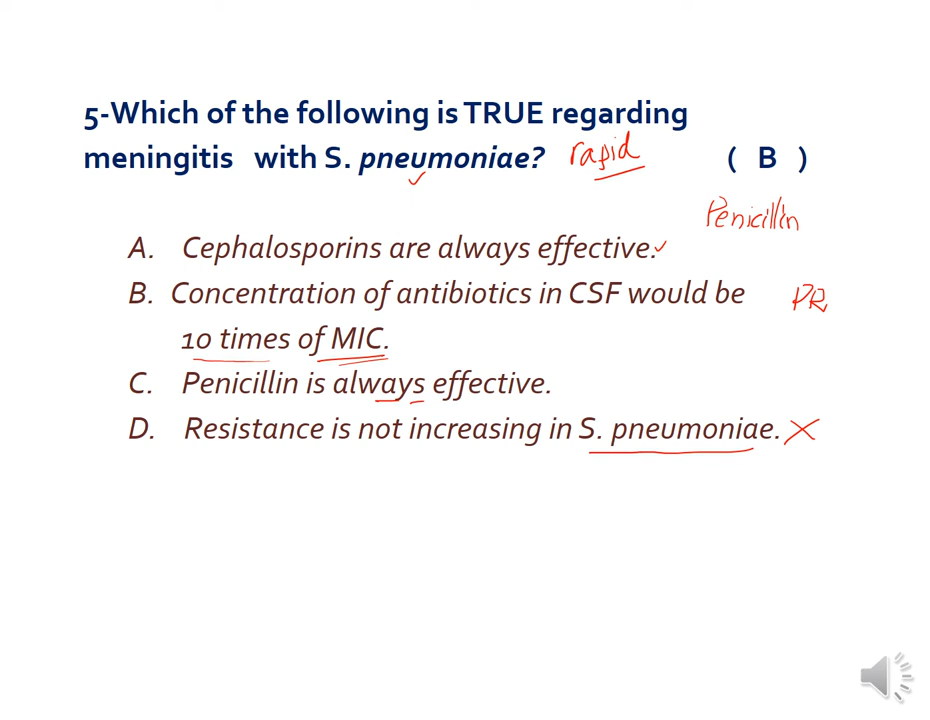 5-Which of the following is TRUE regarding
meningitis with S. pneumoniae? rapid ( B )
Penicillin
A. Cephalosporins are always effective.
B. Concentration of antibiotics in CSF would be
PR
10 times of MIC.
C. Penicillin is always effective.
D. Resistance is not increasing in S. pneumoniae.